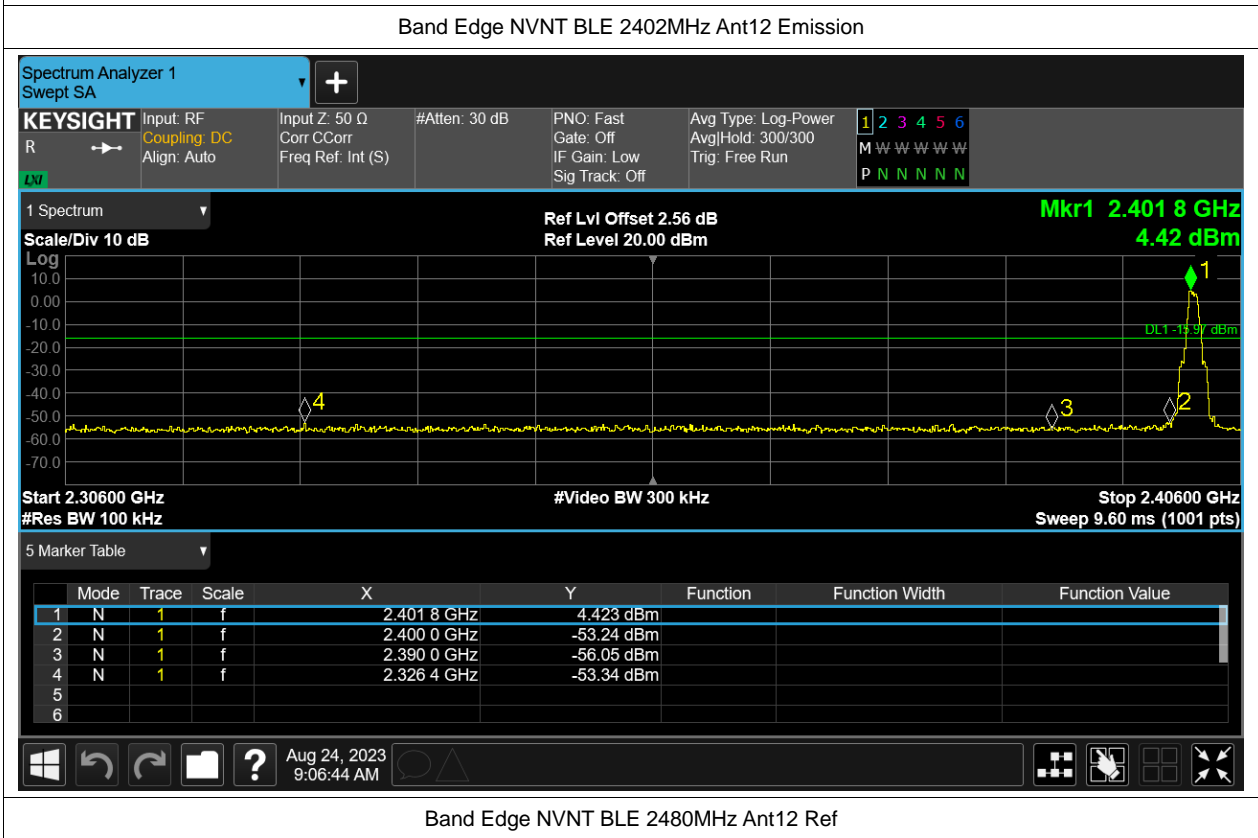 Band Edge NVNT BLE 2402MHz Ant12 Emission
Spectrum Analyzer 1
Swept SA
KEYSIGHT
R
LXI
Input: RF
Coupling: DC
Align: Auto
Input Z: 50 Ω
Corr CCorr
Freq Ref: Int (S)
#Atten: 30 dB
PNO: Fast
Gate: Off
IF Gain: Low
Sig Track: Off
Avg Type: Log-Power
Avg|Hold: 300/300
Trig: Free Run
1 2 3 4 5 6
M W W W W W
P N N N N N
1 Spectrum
Scale/Div 10 dB
Ref Lvl Offset 2.56 dB
Ref Level 20.00 dBm
Mkr1 2.401 8 GHz
4.42 dBm
Log
10.0
0.00
-10.0
-20.0
-30.0
-40.0
-50.0
-60.0
-70.0
1
DL1 -15.97 dBm
4
3
2
Start 2.30600 GHz
#Res BW 100 kHz
#Video BW 300 kHz
Stop 2.40600 GHz
Sweep 9.60 ms (1001 pts)
5 Marker Table
Mode Trace Scale X Y Function Function Width Function Value
1 N 1 f 2.401 8 GHz 4.423 dBm
2 N 1 f 2.400 0 GHz -53.24 dBm
3 N 1 f 2.390 0 GHz -56.05 dBm
4 N 1 f 2.326 4 GHz -53.34 dBm
5
6
?
Aug 24, 2023
9:06:44 AM
Band Edge NVNT BLE 2480MHz Ant12 Ref